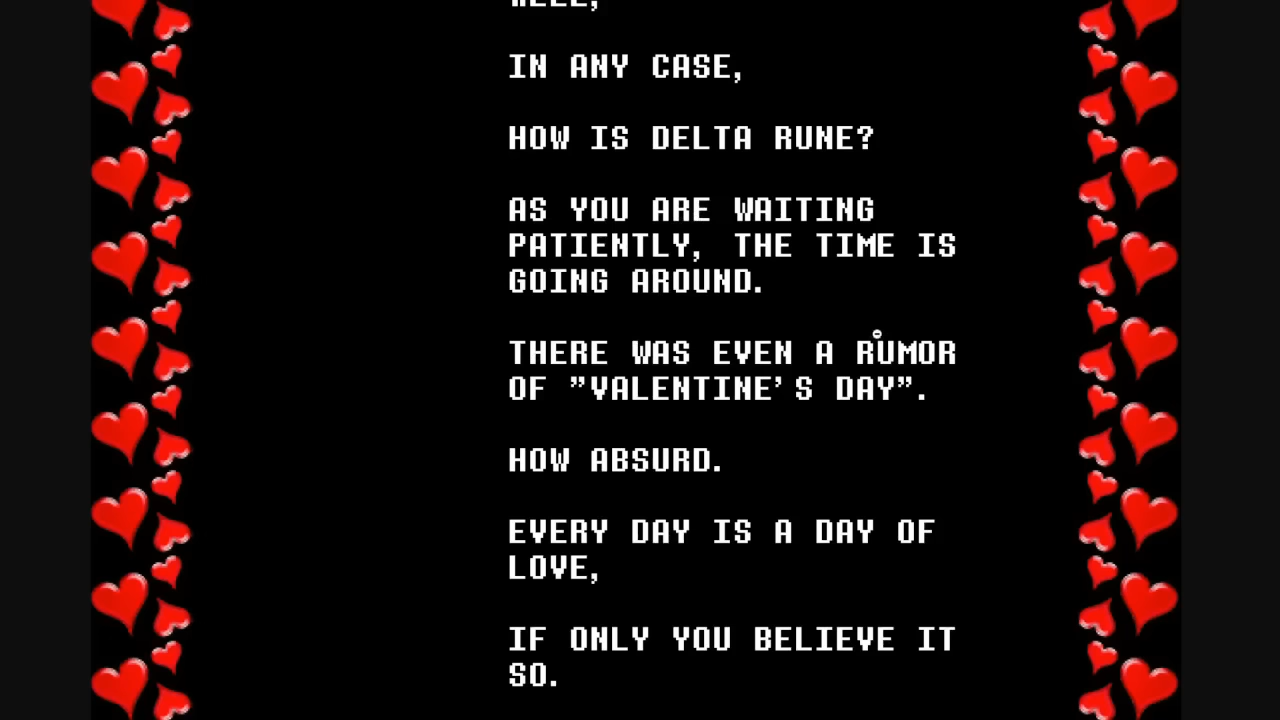 WELL,
IN ANY CASE,
HOW IS DELTA RUNE?
AS YOU ARE WAITING
PATIENTLY, THE TIME IS
GOING AROUND.
THERE WAS EVEN A RUMOR
OF "VALENTINE'S DAY".
HOW ABSURD.
EVERY DAY IS A DAY OF
LOVE,
IF ONLY YOU BELIEVE IT
SO.